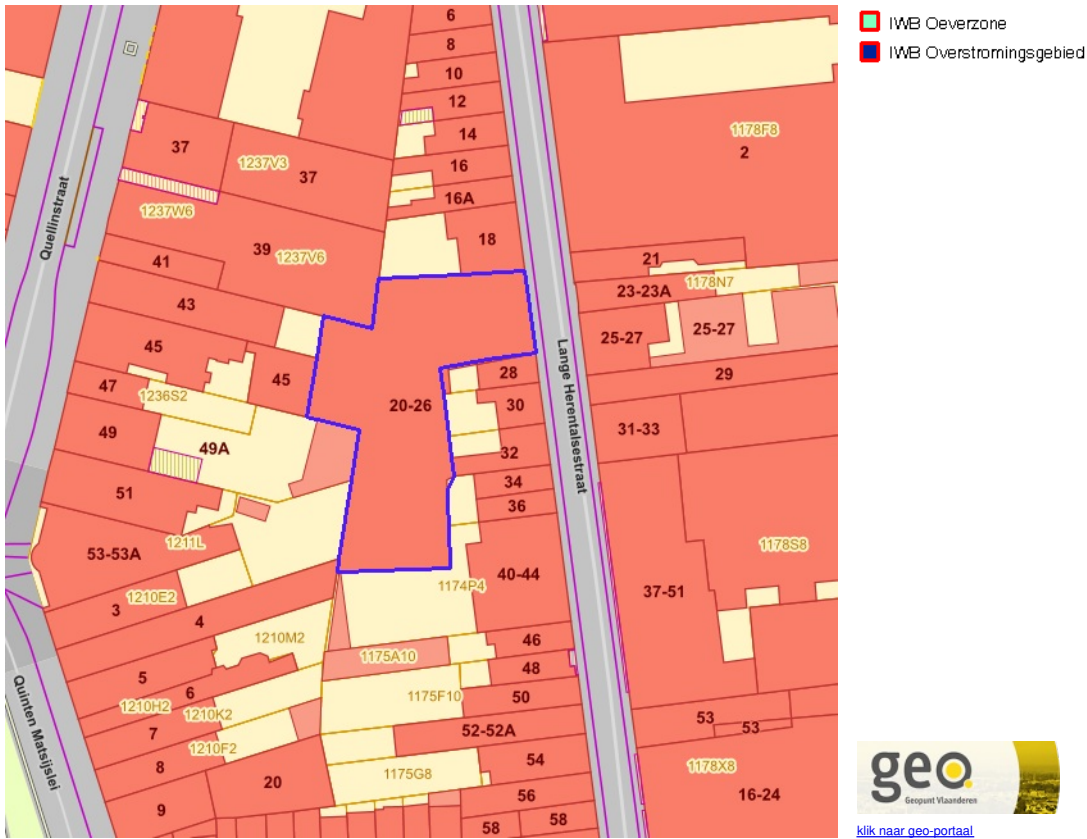 IWB Oeverzone
IWB Overstromingsgebied
6
8
10
12
14
16
16A
18
37
1237V3
37
1237W6
39
1237V6
41
43
45
45
47
1236S2
49
49A
51
53-53A
1211L
1210E2
3
4
1210M2
5
6
1210H2
1210K2
7
1210F2
8
9
20
Quellinstraat
Quinten Matsijslei
20-26
28
30
32
34
36
40-44
1174P4
46
1175A10
48
1175F10
50
52-52A
54
1175G8
56
58
58
Lange Herentalsestraat
1178F8
2
21
1178N7
23-23A
25-27
25-27
29
31-33
37-51
1178S8
53
53
1178X8
16-24
geo
Geopunt Vlaanderen
klik naar geo-portaal